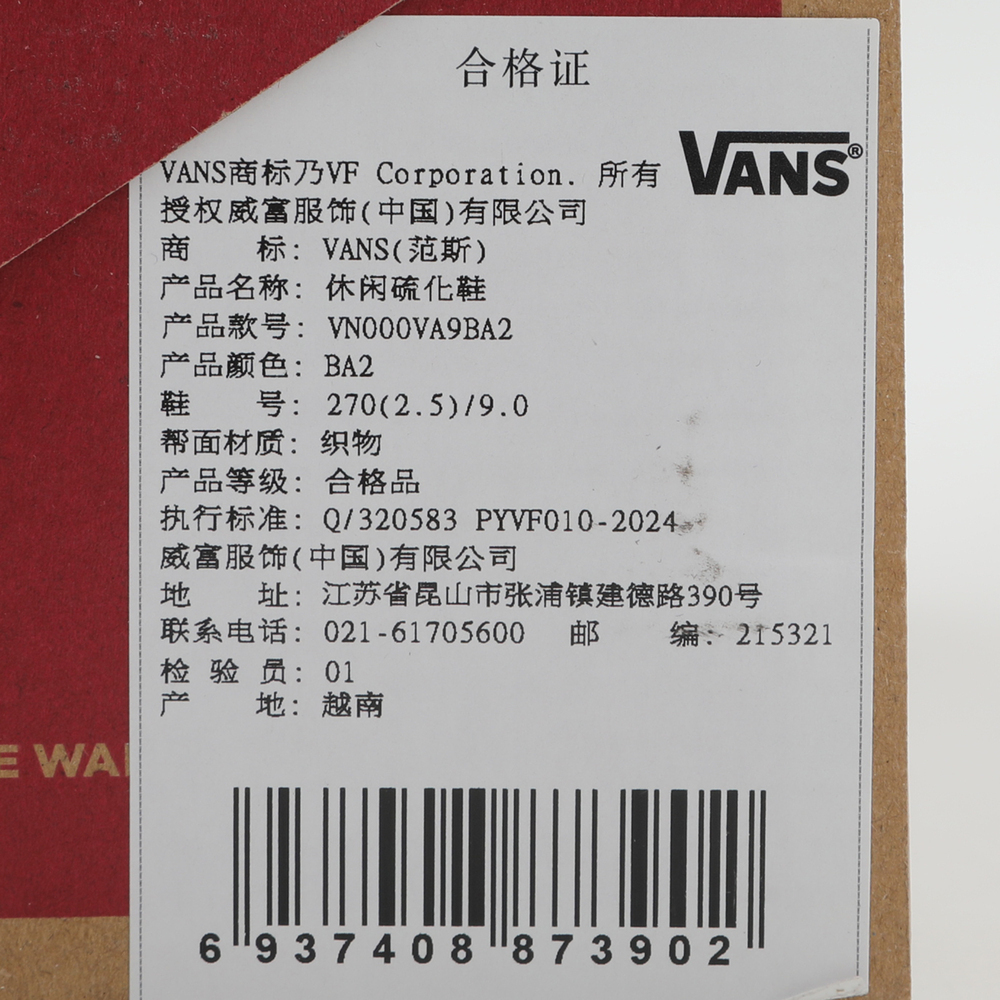 合格证
VANS®
VANS商标乃VF Corporation. 所有
授权威富服饰(中国)有限公司
商 标: VANS(范斯)
产品名称: 休闲硫化鞋
产品款号: VN000VA9BA2
产品颜色: BA2
鞋 号: 270(2.5)/9.0
帮面材质: 织物
产品等级: 合格品
执行标准: Q/320583 PYVF010-2024
威富服饰(中国)有限公司
地 址: 江苏省昆山市张浦镇建德路390号
联系电话: 021-61705600 邮 编: 215321
检 验 员: 01
产 地: 越南
E WA
6 937408 873902